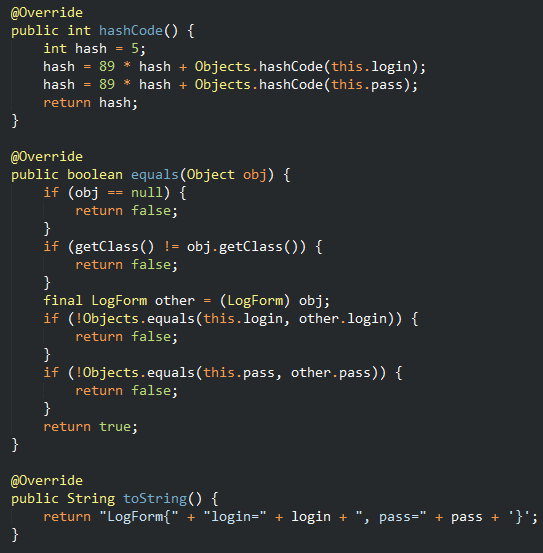 @Override
public int hashCode() {
    int hash = 5;
    hash = 89 * hash + Objects.hashCode(this.login);
    hash = 89 * hash + Objects.hashCode(this.pass);
    return hash;
}

@Override
public boolean equals(Object obj) {
    if (obj == null) {
        return false;
    }
    if (getClass() != obj.getClass()) {
        return false;
    }
    final LogForm other = (LogForm) obj;
    if (!Objects.equals(this.login, other.login)) {
        return false;
    }
    if (!Objects.equals(this.pass, other.pass)) {
        return false;
    }
    return true;
}

@Override
public String toString() {
    return "LogForm{" + "login=" + login + ", pass=" + pass + '}';
}